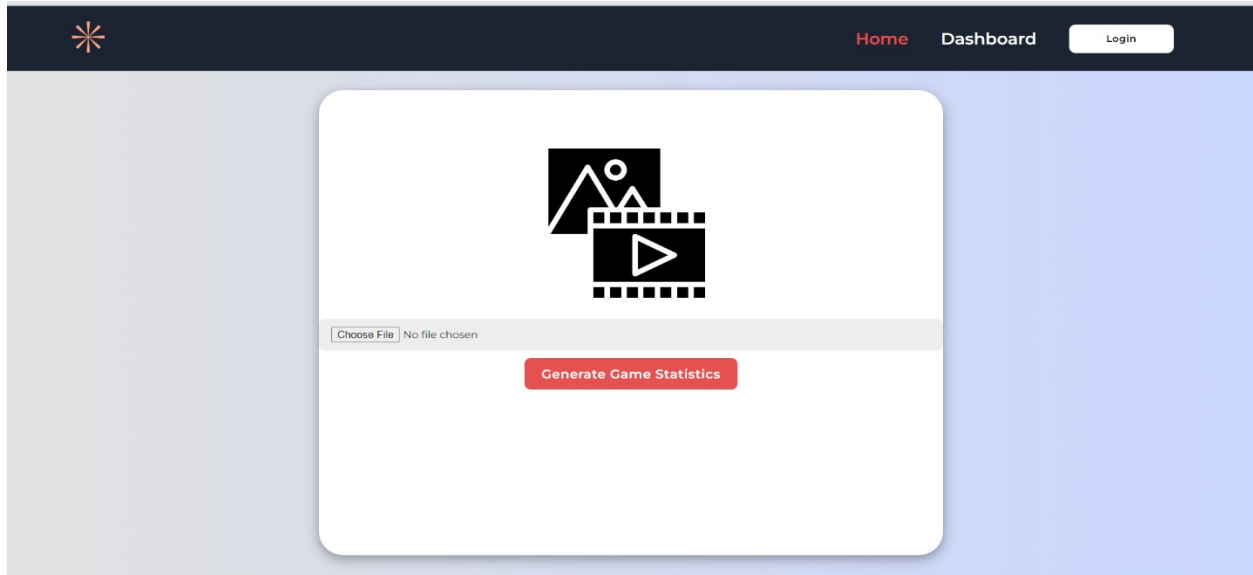 Home Dashboard Login
Choose File No file chosen
Generate Game Statistics